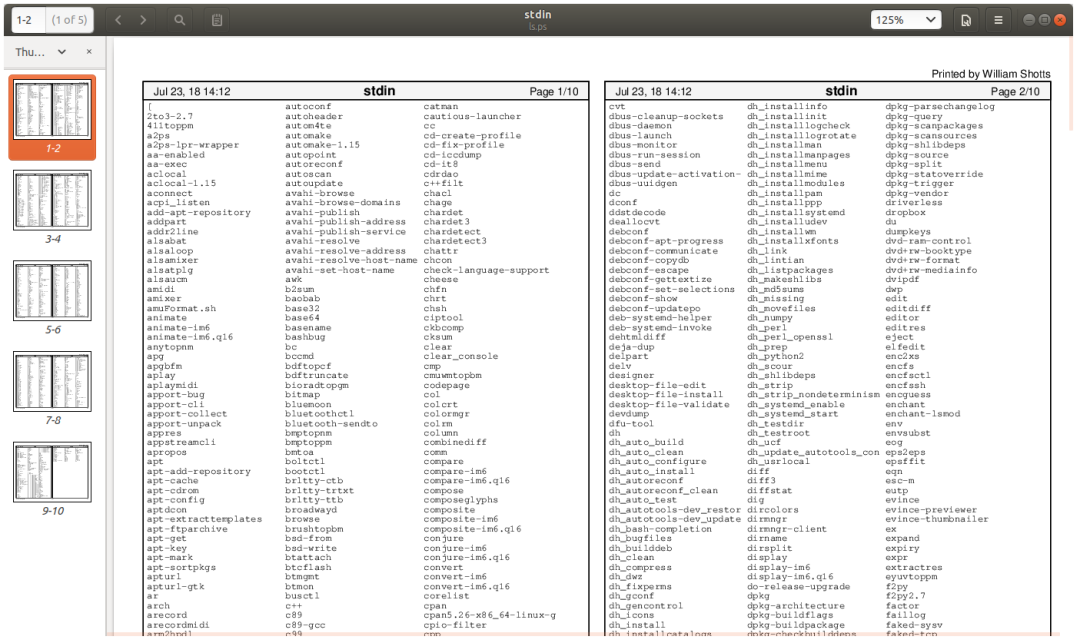 1-2 (1 of 5)
stdin
ls.ps
125%
Thu...
1-2
3-4
5-6
7-8
9-10
Printed by William Shotts
Jul 23, 18 14:12 stdin Page 1/10
[ autoconf catman
2to3-2.7 autoheader cautious-launcher
411toppm autom4te cc
a2ps automake cd-create-profile
a2ps-lpr-wrapper automake-1.15 cd-fix-profile
aa-enabled autopoint cd-iccdump
aa-exec autoreconf cd-it8
aclocal autoscan cdrdao
aclocal-1.15 autoupdate c++filt
aconnect avahi-browse chacl
acpi_listen avahi-browse-domains chage
add-apt-repository avahi-publish chardet
addpart avahi-publish-address chardet3
addr2line avahi-publish-service chardetect
alsabat avahi-resolve chardetect3
alsaloop avahi-resolve-address chattr
alsamixer avahi-resolve-host-name chcon
alsatplg avahi-set-host-name check-language-support
alsaucm awk cheese
amidi b2sum chfn
amixer baobab chrt
amuFormat.sh base32 chsh
animate base64 ciptool
animate-im6 basename ckbcomp
animate-im6.q16 bashbug cksum
anytopnm bc clear
apg bccmd clear_console
apgbfm bdftopcf cmp
aplay bdftruncate cmuwmtopbm
aplaymidi bioradtopgm codepage
apport-bug bitmap col
apport-cli bluemoon colcrt
apport-collect bluetoothctl colormgr
apport-unpack bluetooth-sendto colrm
appres bmptopnm column
appstreamcli bmptoppm combinediff
apropos bmtoa comm
apt boltctl compare
apt-add-repository bootctl compare-im6
apt-cache brltty-ctb compare-im6.q16
apt-cdrom brltty-trtxt compose
apt-config brltty-ttb composeglyphs
aptdcon broadwayd composite
apt-extracttemplates browse composite-im6
apt-ftparchive brushtopbm composite-im6.q16
apt-get bsd-from conjure
apt-key bsd-write conjure-im6
apt-mark btattach conjure-im6.q16
apt-sortpkgs btcflash convert
apturl btmgmt convert-im6
apturl-gtk btmon convert-im6.q16
ar busctl corelist
arch c++ cpan
arecord c89 cpan5.26-x86_64-linux-g
arecordmidi c89-gcc cpio-filter
arm2hpdl c99 cpp
Jul 23, 18 14:12 stdin Page 2/10
cvt dh_installinfo dpkg-parsechangelog
dbus-cleanup-sockets dh_installinit dpkg-query
dbus-daemon dh_installlogcheck dpkg-scanpackages
dbus-launch dh_installlogrotate dpkg-scansources
dbus-monitor dh_installman dpkg-shlibdeps
dbus-run-session dh_installmanpages dpkg-source
dbus-send dh_installmenu dpkg-split
dbus-update-activation- dh_installmime dpkg-statoverride
dbus-uuidgen dh_installmodules dpkg-trigger
dc dh_installpam dpkg-vendor
dconf dh_installppp driverless
ddstdecode dh_installsystemd dropbox
deallocvt dh_installudev du
debconf dh_installwm dumpkeys
debconf-apt-progress dh_installxfonts dvd-ram-control
debconf-communicate dh_link dvd+rw-booktype
debconf-copydb dh_lintian dvd+rw-format
debconf-escape dh_listpackages dvd+rw-mediainfo
debconf-gettextize dh_makeshlibs dvipdf
debconf-set-selections dh_md5sums dwp
debconf-show dh_missing edit
debconf-updatepo dh_movefiles editdiff
deb-systemd-helper dh_numpy editor
deb-systemd-invoke dh_perl editres
dehtmldiff dh_perl_openssl eject
deja-dup dh_prep elfedit
delpart dh_python2 enc2xs
delv dh_scour encfs
designer dh_shlibdeps encfsctl
desktop-file-edit dh_strip encfssh
desktop-file-install dh_strip_nondeterminism encguess
desktop-file-validate dh_systemd_enable enchant
devdump dh_systemd_start enchant-lsmod
dfu-tool dh_testdir env
dh dh_testroot envsubst
dh_auto_build dh_ucf eog
dh_auto_clean dh_update_autotools_con eps2eps
dh_auto_configure dh_usrlocal epsffit
dh_auto_install diff eqn
dh_autoreconf diff3 esc-m
dh_autoreconf_clean diffstat eutp
dh_auto_test dig evince
dh_autotools-dev_restor dircolors evince-previewer
dh_autotools-dev_update dirmngr evince-thumbnailer
dh_bash-completion dirmngr-client ex
dh_bugfiles dirname expand
dh_builddeb dirsplit expiry
dh_clean display expr
dh_compress display-im6 extractres
dh_dwz display-im6.q16 eyuvtoppm
dh_fixperms do-release-upgrade f2py
dh_gconf dpkg f2py2.7
dh_gencontrol dpkg-architecture factor
dh_icons dpkg-buildflags faillog
dh_install dpkg-buildpackage faked-sysv
dh_installcatalogs dpkg-checkbuilddeps faked-tcp